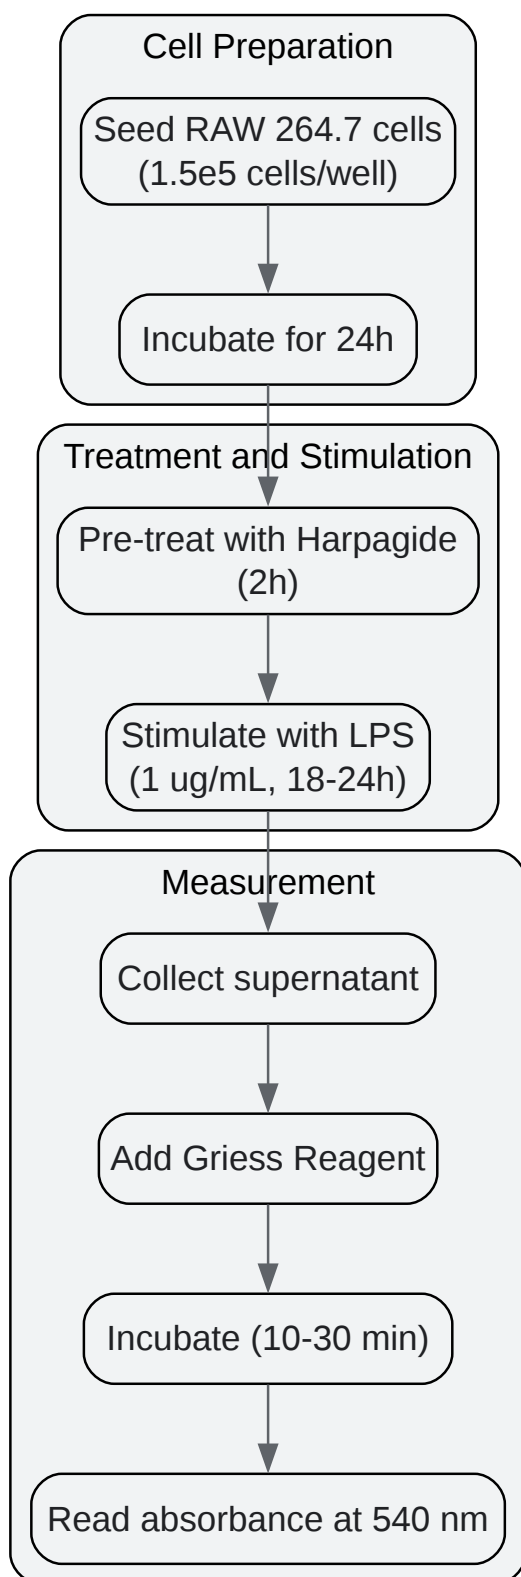 Cell Preparation
Seed RAW 264.7 cells
(1.5e5 cells/well)
Incubate for 24h
Treatment and Stimulation
Pre-treat with Harpagide
(2h)
Stimulate with LPS
(1 ug/mL, 18-24h)
Measurement
Collect supernatant
Add Griess Reagent
Incubate (10-30 min)
Read absorbance at 540 nm